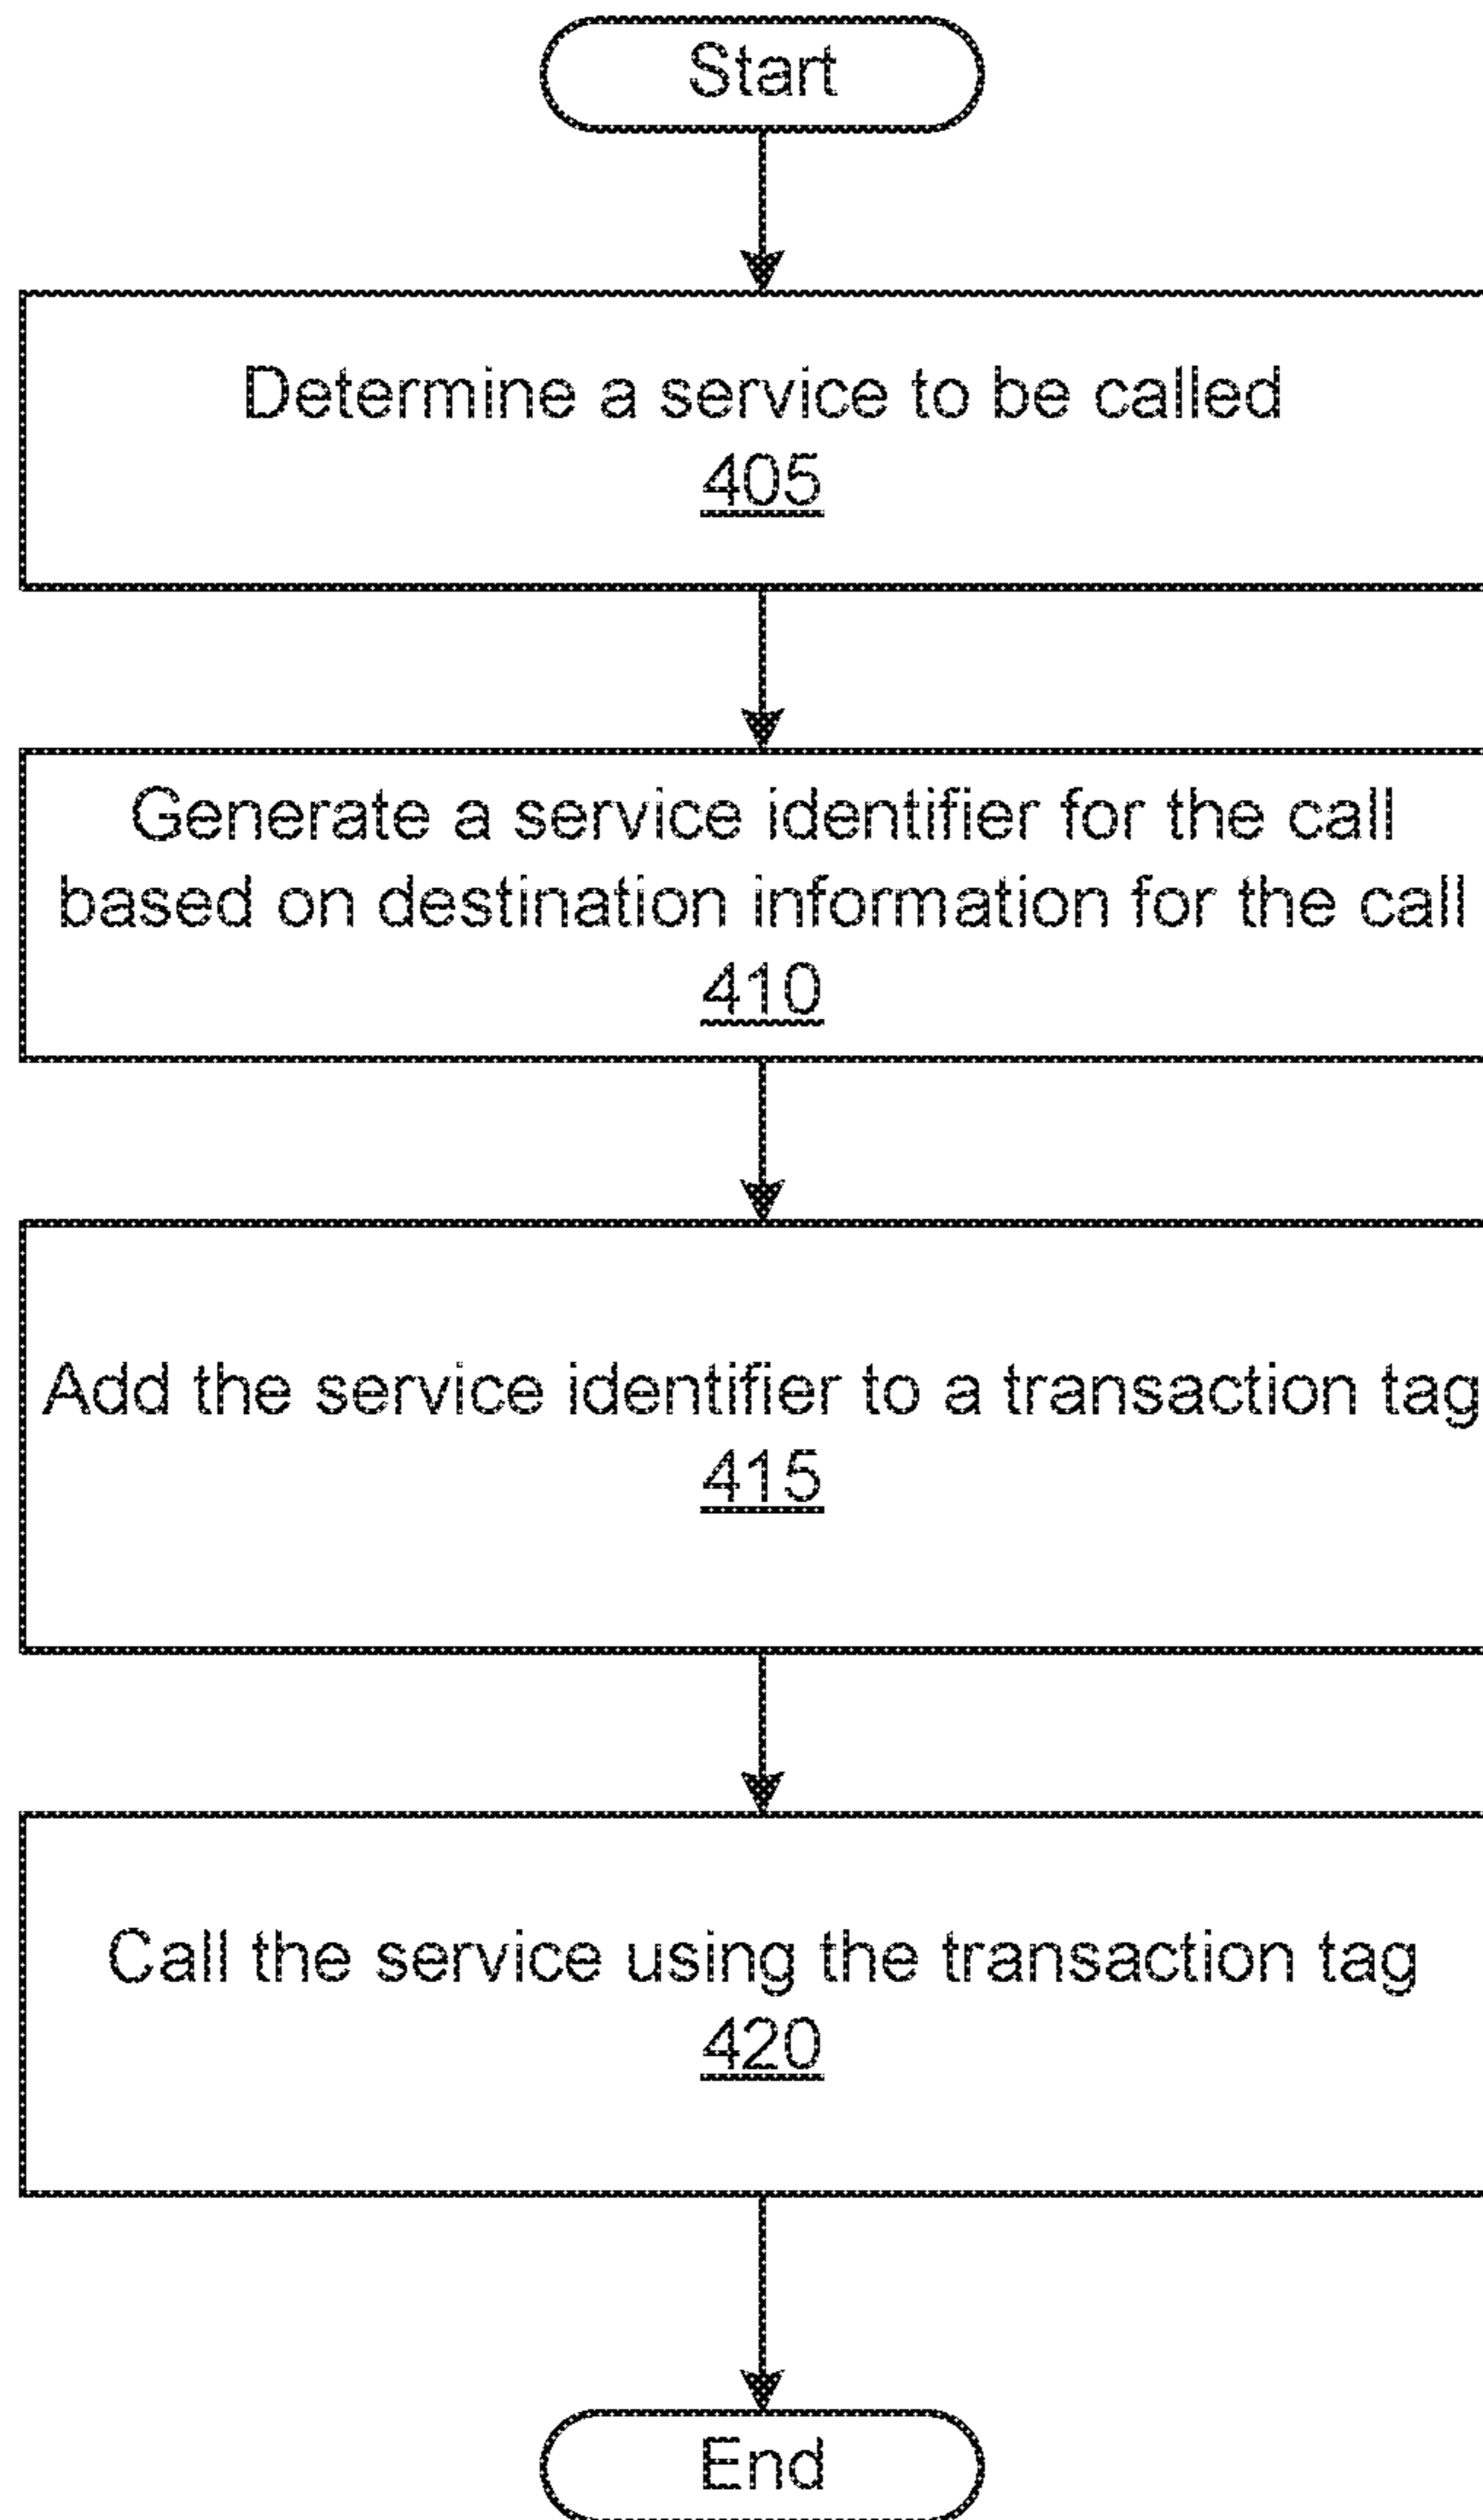 Start
Determine a service to be called
405
Generate a service identifier for the call
based on destination information for the call
410
Add the service identifier to a transaction tag
415
Call the service using the transaction tag
420
End